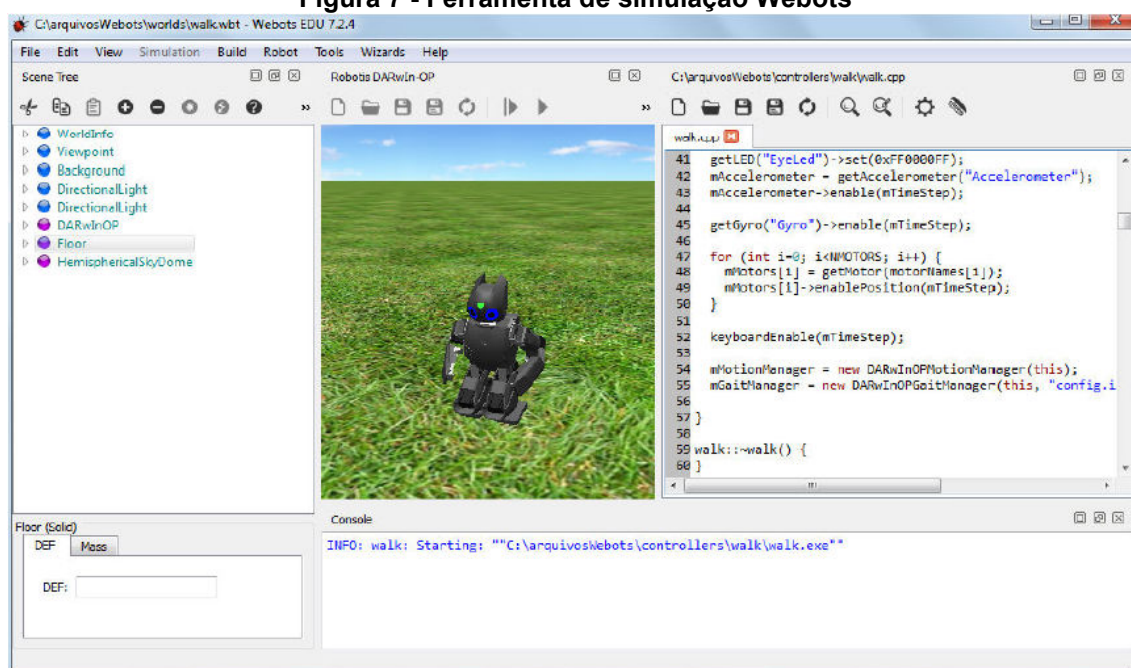 Figura 7 - Ferramenta de simulação Webots
C:\arquivosWebots\worlds\walk.wbt - Webots EDU 7.2.4
File Edit View Simulation Build Robot Tools Wizards Help
Scene Tree
WorldInfo
Viewpoint
Background
DirectionalLight
DirectionalLight
DARwInOP
Floor
HemisphericalSkyDome
Floor (Solid)
DEF Mass
DEF:
Robotis DARwIn-OP
C:\arquivosWebots\controllers\walk\walk.cpp
walk.cpp
41 getLED("EyeLed")->set(0xFF0000FF);
42 mAccelerometer = getAccelerometer("Accelerometer");
43 mAccelerometer->enable(mTimeStep);
44
45 getGyro("Gyro")->enable(mTimeStep);
46
47 for (int i=0; i<NMOTORS; i++) {
48 mMotors[i] = getMotor(motorNames[i]);
49 mMotors[i]->enablePosition(mTimeStep);
50 }
51
52 keyboardEnable(mTimeStep);
53
54 mMotionManager = new DARwInOPMotionManager(this);
55 mGaitManager = new DARwInOPGaitManager(this, "config.i
56
57 }
58
59 walk::~walk() {
60 }
Console
INFO: walk: Starting: ""C:\arquivosWebots\controllers\walk\walk.exe""